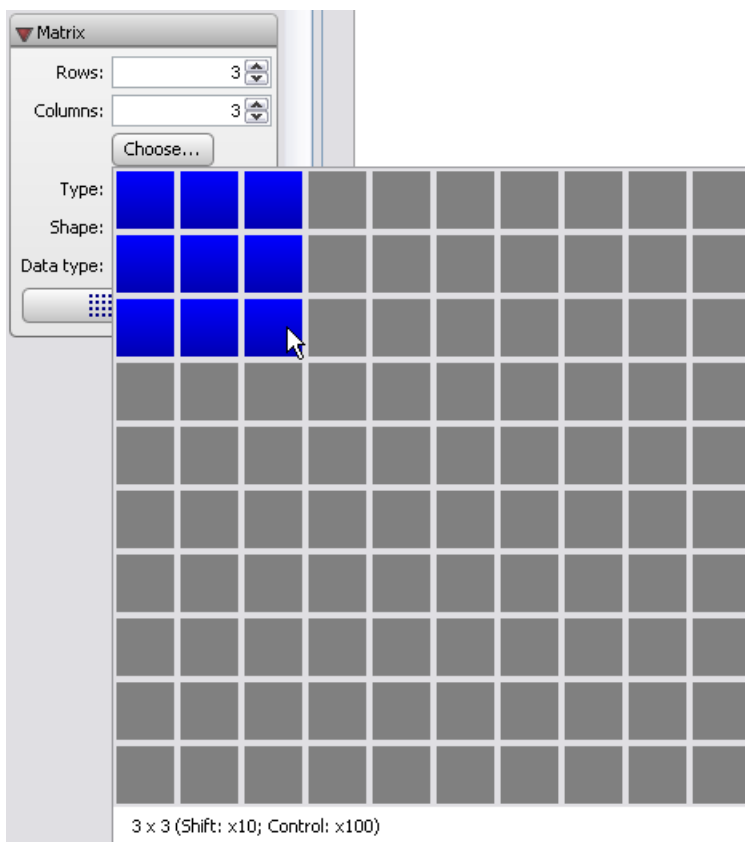 Matrix
Rows: 3
Columns: 3
Choose...
Type:
Shape:
Data type:
3 x 3 (Shift: x10; Control: x100)